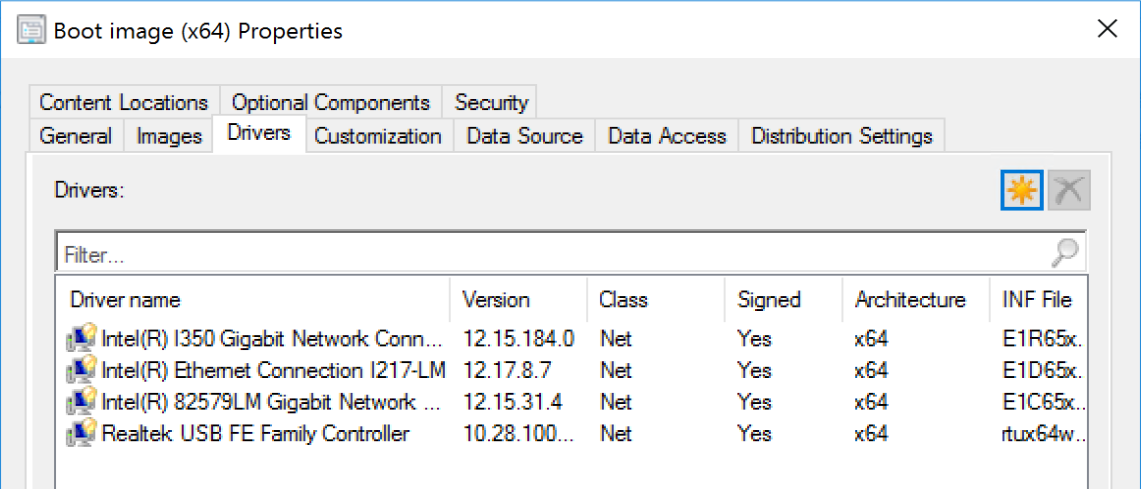 Boot image (x64) Properties
Content Locations Optional Components Security
General Images Drivers Customization Data Source Data Access Distribution Settings
Drivers:
Filter...
Driver name Version Class Signed Architecture INF File
Intel(R) I350 Gigabit Network Conn... 12.15.184.0 Net Yes x64 E1R65x..
Intel(R) Ethernet Connection I217-LM 12.17.8.7 Net Yes x64 E1D65x..
Intel(R) 82579LM Gigabit Network ... 12.15.31.4 Net Yes x64 E1C65x..
Realtek USB FE Family Controller 10.28.100... Net Yes x64 rtux64w..